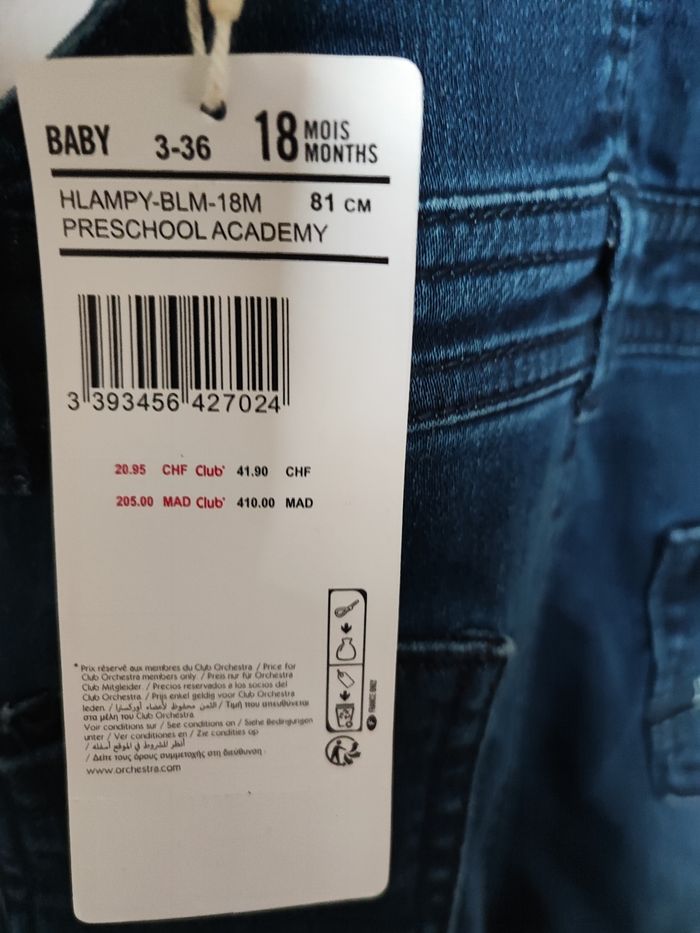 BABY 3-36 18 MOIS MONTHS
HLAMPY-BLM-18M 81 CM
PRESCHOOL ACADEMY
3 393456 427024
20.95 CHF Club* 41.90 CHF
205.00 MAD Club* 410.00 MAD
* Prix réservé aux membres du Club Orchestra / Price for
Club Orchestra members only / Preis nur für Orchestra
Club Mitglieder / Precios reservados a los socios del
Club Orchestra / Prijs enkel geldig voor Club Orchestra
leden / الثمن محفوظ لأعضاء أوركسترا / Τιμή που απευθύνεται
στα μέλη του Club Orchestra
Voir conditions sur / See conditions on / Siehe Bedingungen
unter / Ver condiciones en / Zie condities op
/ أنظر للشروط في الموقع أسفله
/ Δείτε τους όρους συμμετοχής στη διεύθυνση
www.orchestra.com
FRANCE ONLY